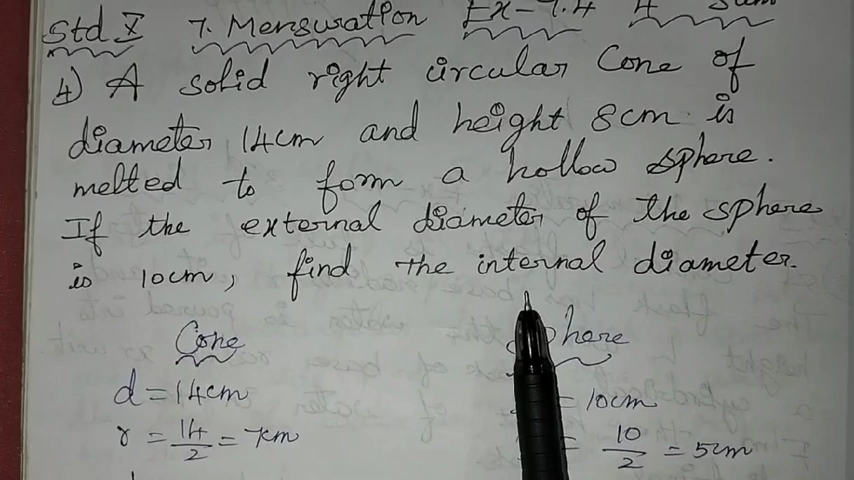 Std X 7. Mensuration Ex-7.4 4 Sum
4) A solid right circular Cone of
diameter 14cm and height 8cm is
melted to form a hollow sphere.
If the external diameter of the sphere
is 10cm, find the internal diameter.
Cone
d = 14cm = 10cm
r = 14/2 = 7cm = 10/2 = 5cm